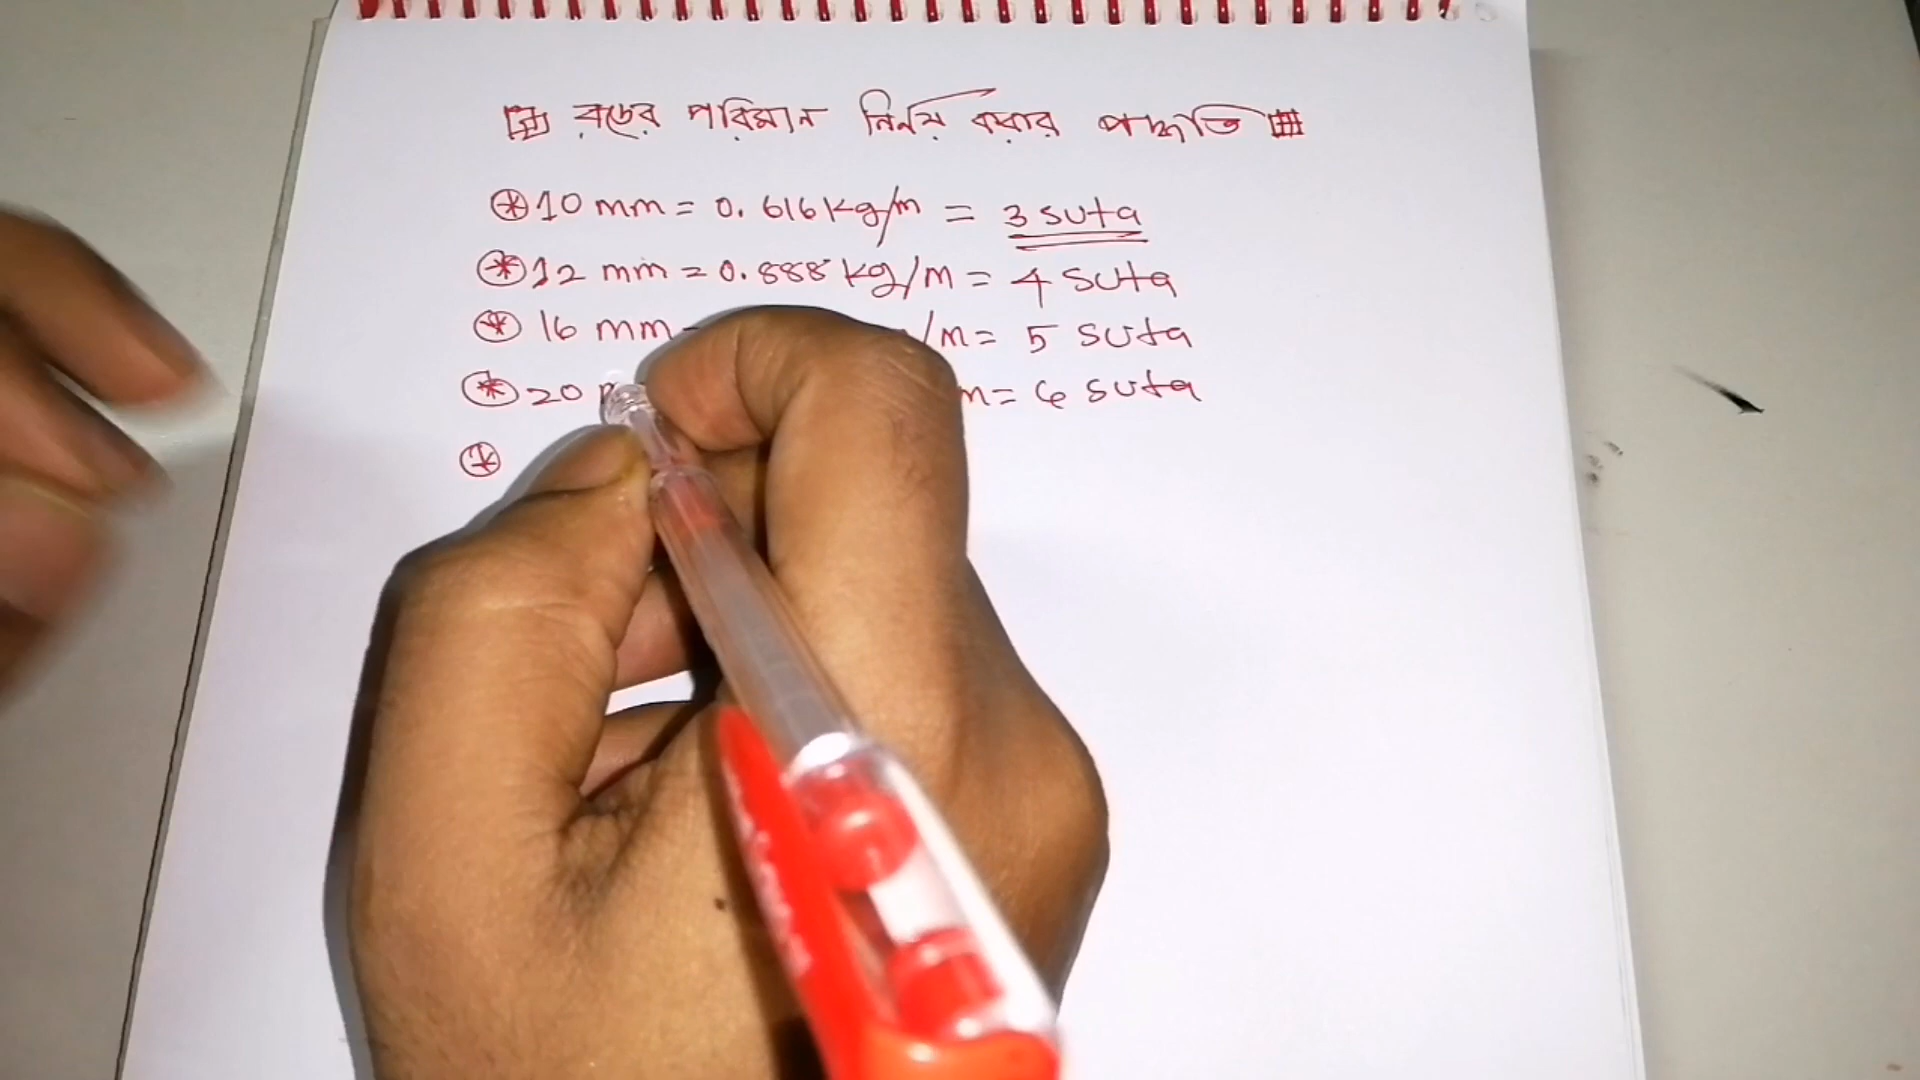 রডের পরিমান নির্নয় করার পদ্ধতি
10 mm = 0.616 kg/m = 3 suta
12 mm = 0.888 kg/m = 4 suta
16 mm = /m = 5 suta
20 m = 6 suta